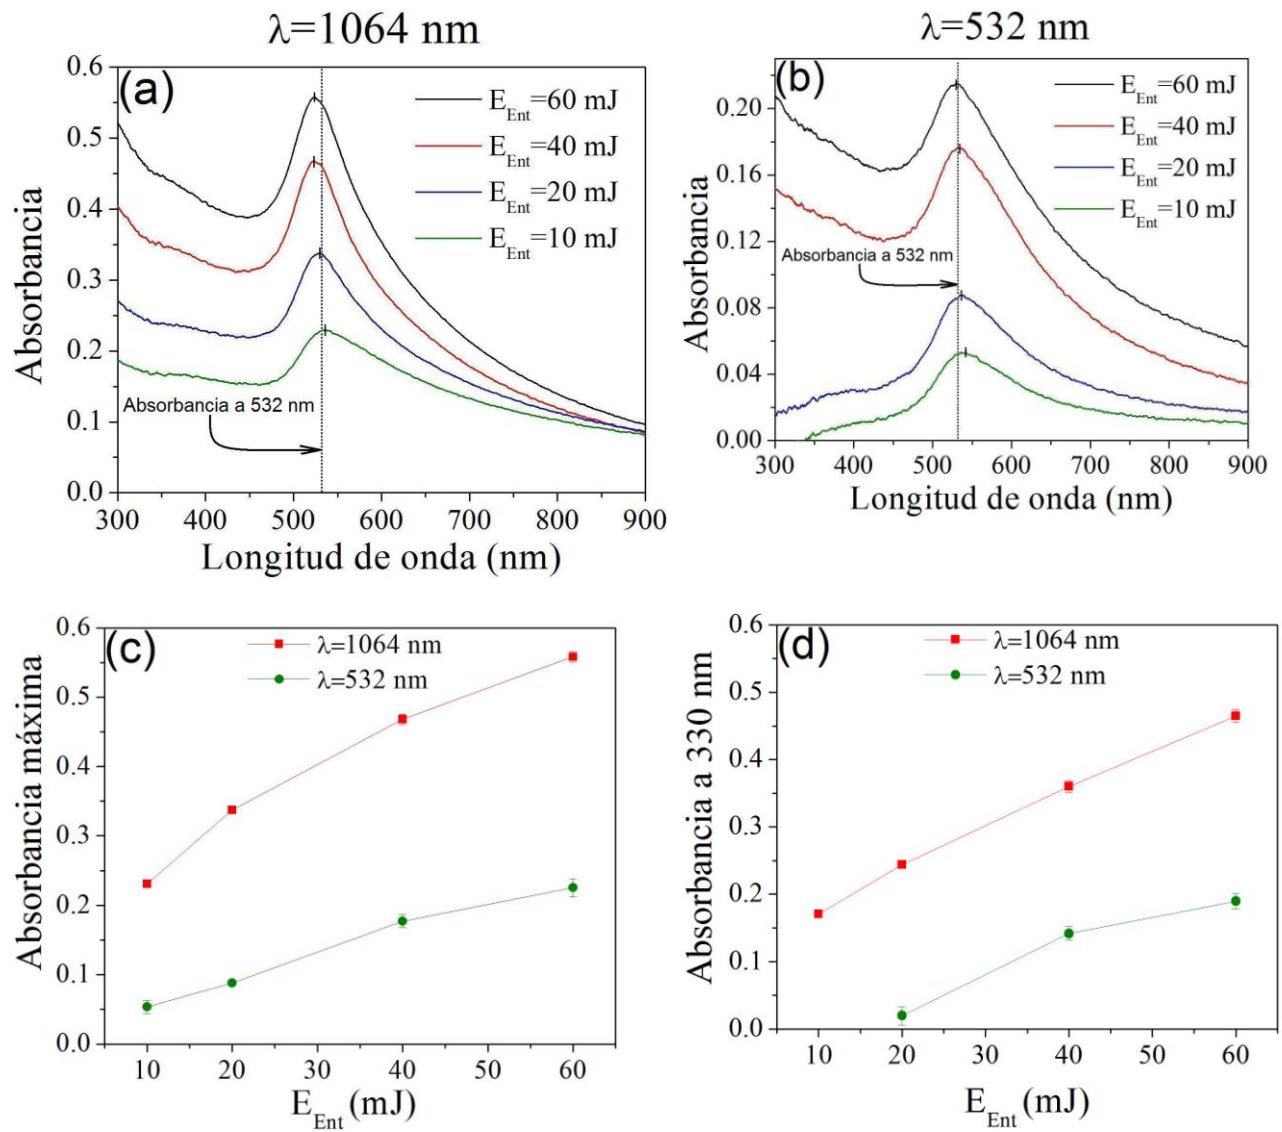 λ=1064 nm
(a)
E_Ent=60 mJ
E_Ent=40 mJ
E_Ent=20 mJ
E_Ent=10 mJ
Absorbancia a 532 nm
Absorbancia
0.6
0.5
0.4
0.3
0.2
0.1
0.0
300 400 500 600 700 800 900
Longitud de onda (nm)
λ=532 nm
(b)
E_Ent=60 mJ
E_Ent=40 mJ
E_Ent=20 mJ
E_Ent=10 mJ
Absorbancia a 532 nm
Absorbancia
0.20
0.16
0.12
0.08
0.04
0.00
300 400 500 600 700 800 900
Longitud de onda (nm)
(c)
λ=1064 nm
λ=532 nm
Absorbancia máxima
0.6
0.5
0.4
0.3
0.2
0.1
0.0
10 20 30 40 50 60
E_Ent (mJ)
(d)
λ=1064 nm
λ=532 nm
Absorbancia a 330 nm
0.6
0.5
0.4
0.3
0.2
0.1
0.0
10 20 30 40 50 60
E_Ent (mJ)